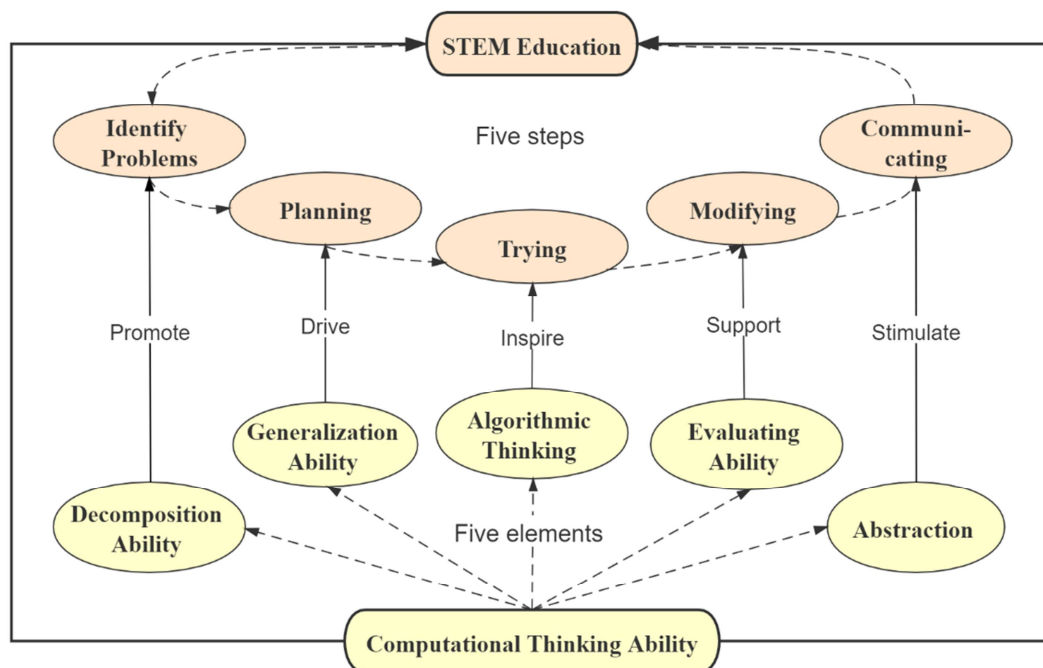 STEM Education
Identify
Problems
Five steps
Communi-
cating
Planning
Modifying
Trying
Promote
Drive
Inspire
Support
Stimulate
Generalization
Ability
Algorithmic
Thinking
Evaluating
Ability
Decomposition
Ability
Five elements
Abstraction
Computational Thinking Ability